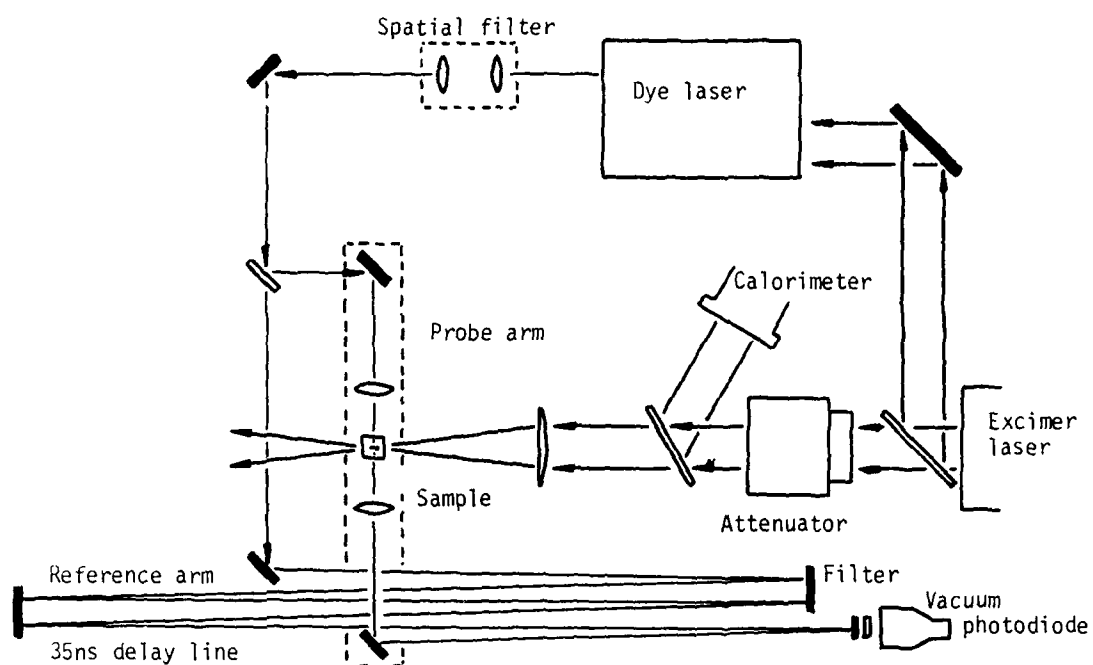 Spatial filter
Dye laser
Calorimeter
Probe arm
Excimer
laser
Sample
Attenuator
Reference arm
Filter
Vacuum
photodiode
35ns delay line